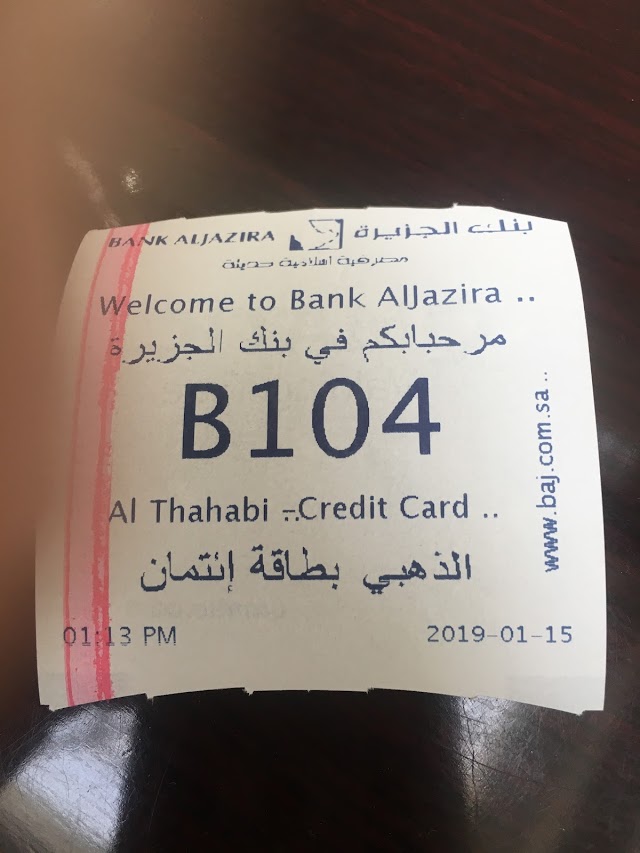 BANK ALJAZIRA بنك الجزيرة
مصرفية إسلامية حديثة
Welcome to Bank AlJazira ..
مرحبابكم في بنك الجزيرة
B104
Al Thahabi -..Credit Card ..
الذهبي بطاقة إئتمان
01:13 PM 2019-01-15
www.baj.com.sa ..